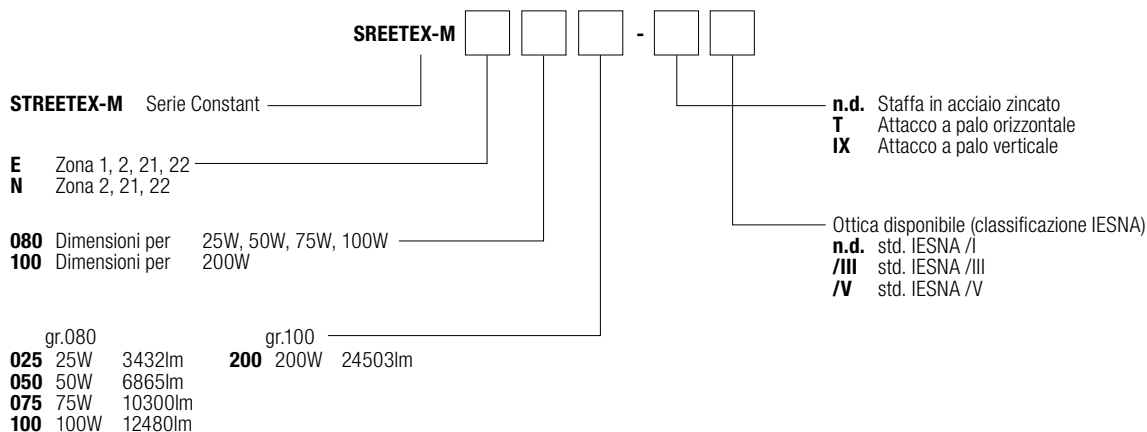 SREETEX-M -
STREETEX-M Serie Constant
E Zona 1, 2, 21, 22
N Zona 2, 21, 22
080 Dimensioni per 25W, 50W, 75W, 100W
100 Dimensioni per 200W
gr.080 gr.100
025 25W 3432lm 200 200W 24503lm
050 50W 6865lm
075 75W 10300lm
100 100W 12480lm
n.d. Staffa in acciaio zincato
T Attacco a palo orizzontale
IX Attacco a palo verticale
Ottica disponibile (classificazione IESNA)
n.d. std. IESNA /I
/III std. IESNA /III
/V std. IESNA /V